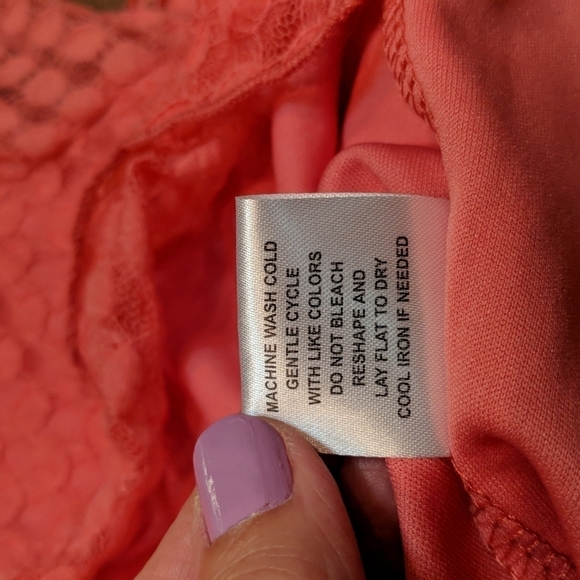 MACHINE WASH COLD
GENTLE CYCLE
WITH LIKE COLORS
DO NOT BLEACH
RESHAPE AND
LAY FLAT TO DRY
COOL IRON IF NEEDED